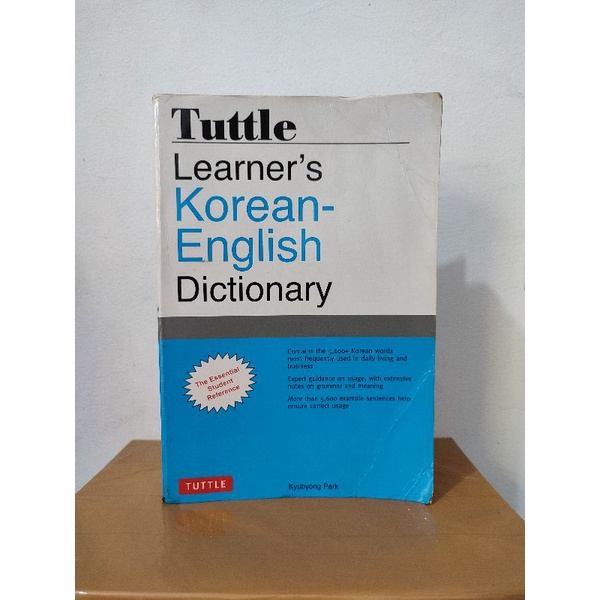 Tuttle
Learner's
Korean-
English
Dictionary
The Essential
Student
Reference
Contains the 5,600+ Korean words
most frequently used in daily living and
business
Expert guidance on usage, with extensive
notes on grammar and meaning
More than 5,600 example sentences help
ensure correct usage
TUTTLE
Kyubyong Park